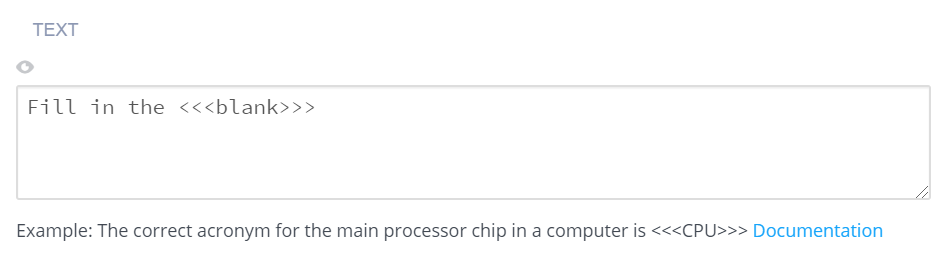 TEXT
Fill in the <<<blank>>>
Example: The correct acronym for the main processor chip in a computer is <<<CPU>>> Documentation